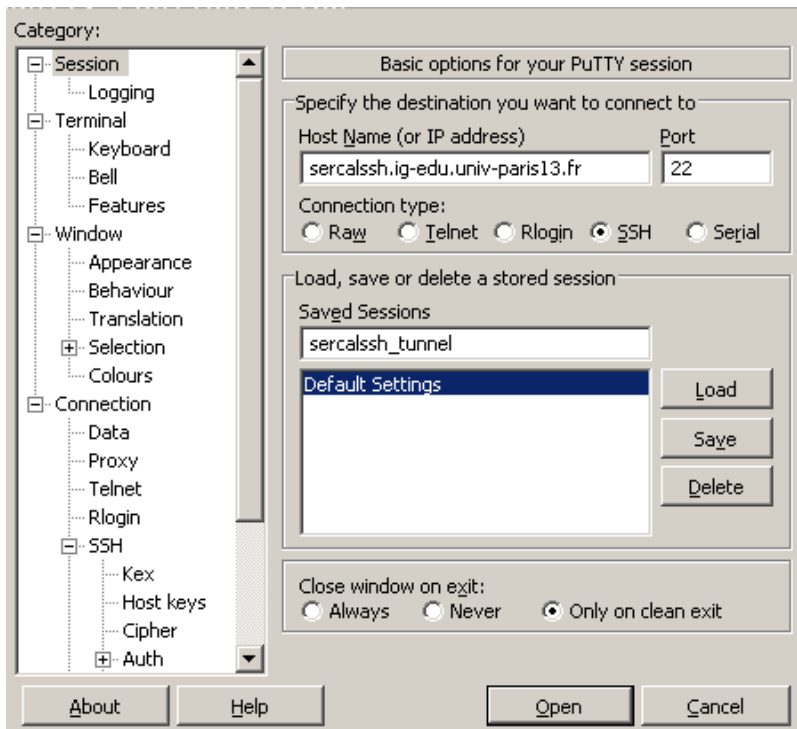 Category:
Session
Logging
Terminal
Keyboard
Bell
Features
Window
Appearance
Behaviour
Translation
Selection
Colours
Connection
Data
Proxy
Telnet
Rlogin
SSH
Kex
Host keys
Cipher
Auth
Basic options for your PuTTY session
Specify the destination you want to connect to
Host Name (or IP address) Port
sercalssh.ig-edu.univ-paris13.fr 22
Connection type:
Raw Telnet Rlogin SSH Serial
Load, save or delete a stored session
Saved Sessions
sercalssh_tunnel
Default Settings
Load
Save
Delete
Close window on exit:
Always Never Only on clean exit
About Help Open Cancel